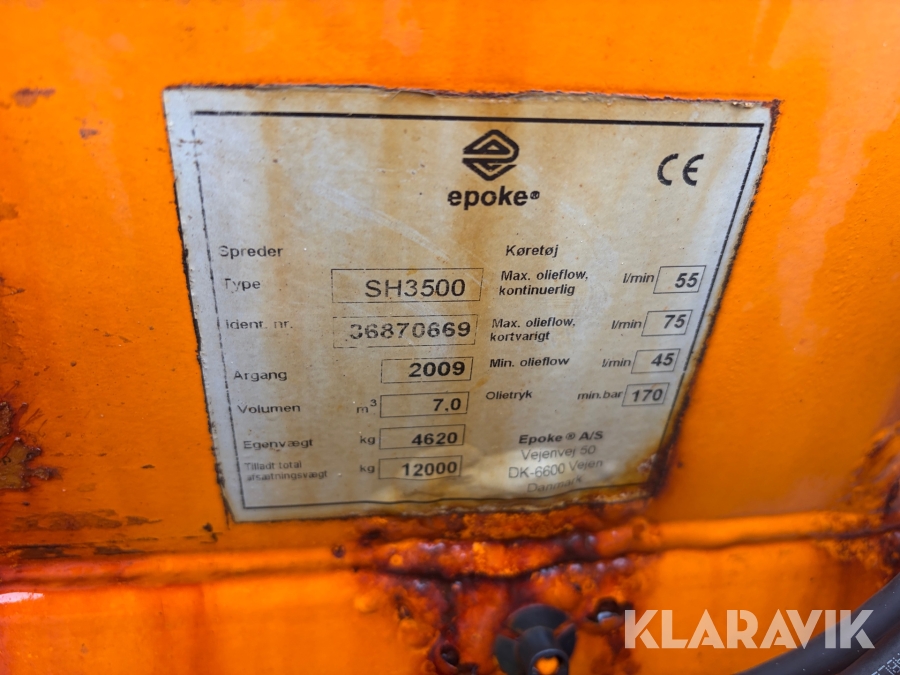 epoke®
CE
Spreder
Type SH3500
Ident. nr. 36870669
Årgang 2009
Volumen m³ 7.0
Egenvægt kg 4620
Tilladt total
afsætningsvægt kg 12000
Køretøj
Max. olieflow,
kontinuerlig l/min 55
Max. olieflow,
kortvarigt l/min 75
Min. olieflow l/min 45
Olietryk min.bar 170
Epoke® A/S
Vejenvej 50
DK-6600 Vejen
Danmark
KLARAVIK